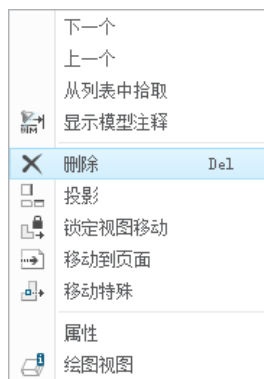 下一个
上一个
从列表中拾取
DIM 显示模型注释
删除 Del
投影
锁定视图移动
移动到页面
移动特殊
属性
绘图视图